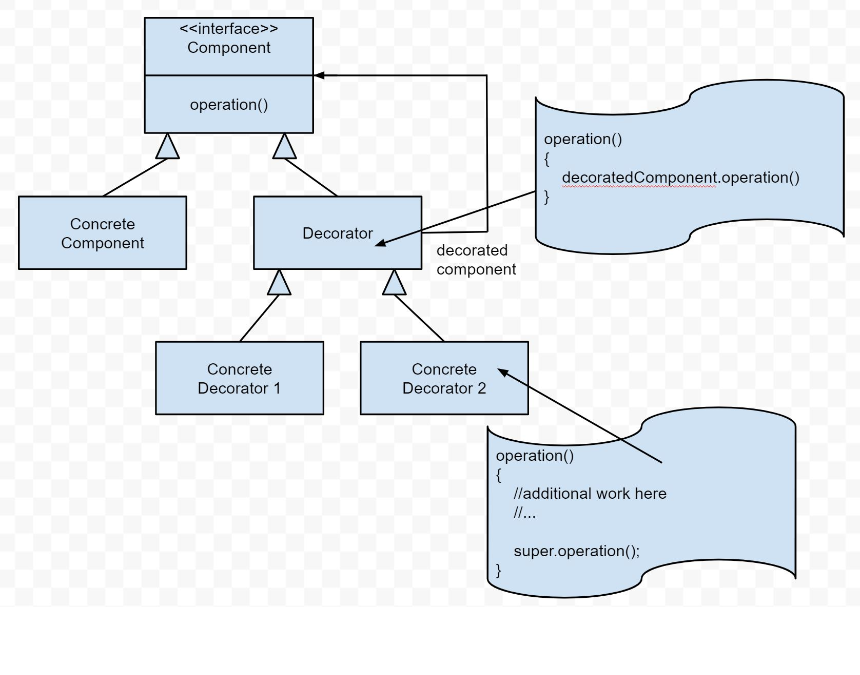 <<interface>>
Component
operation()
Concrete
Component
Decorator
decorated
component
operation()
{
decoratedComponent.operation()
}
Concrete
Decorator 1
Concrete
Decorator 2
operation()
{
//additional work here
//...
super.operation();
}